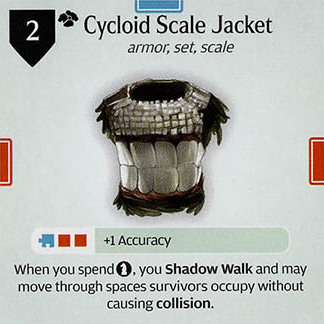 2
Cycloid Scale Jacket
armor, set, scale
+1 Accuracy
When you spend, you Shadow Walk and may
move through spaces survivors occupy without
causing collision.